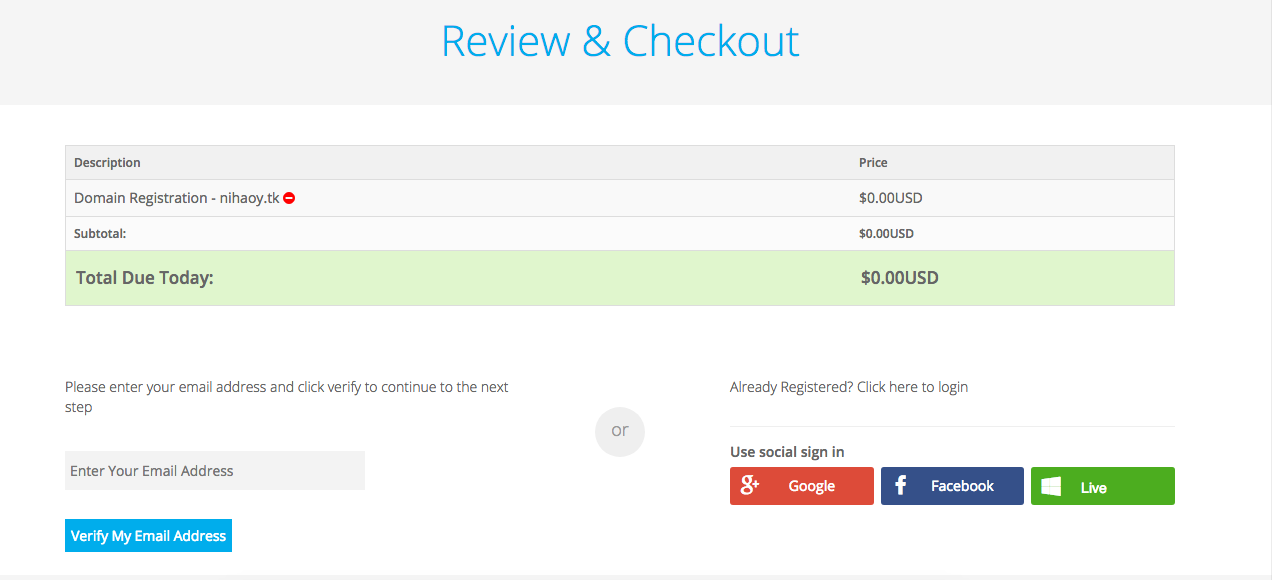 Review & Checkout
Description Price
Domain Registration - nihaoy.tk $0.00USD
Subtotal: $0.00USD
Total Due Today: $0.00USD
Please enter your email address and click verify to continue to the next
step
Enter Your Email Address
Verify My Email Address
or
Already Registered? Click here to login
Use social sign in
g+ Google
f Facebook
Live